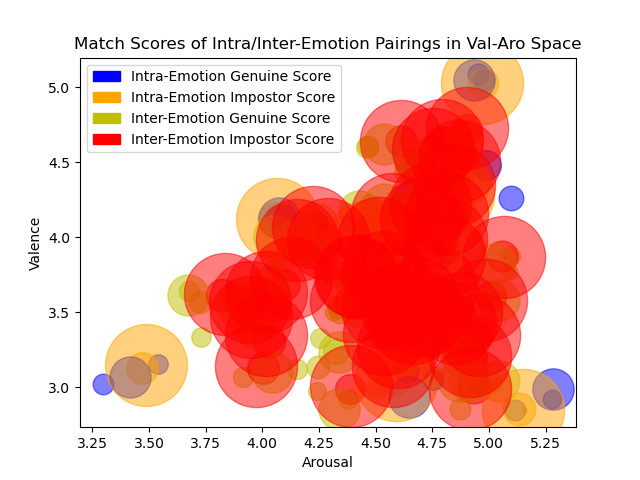 Match Scores of Intra/Inter-Emotion Pairings in Val-Aro Space
Intra-Emotion Genuine Score
Intra-Emotion Impostor Score
Inter-Emotion Genuine Score
Inter-Emotion Impostor Score
Valence
5.0
4.5
4.0
3.5
3.0
3.25 3.50 3.75 4.00 4.25 4.50 4.75 5.00 5.25
Arousal